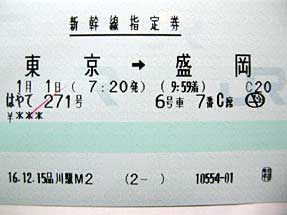 新幹線指定券
東京→盛岡
1月1日(7:20発)(9:59着)C20
はやて271号 6号車7番C席
¥***
16.12.15品川駅M2 (2-) 10554-01